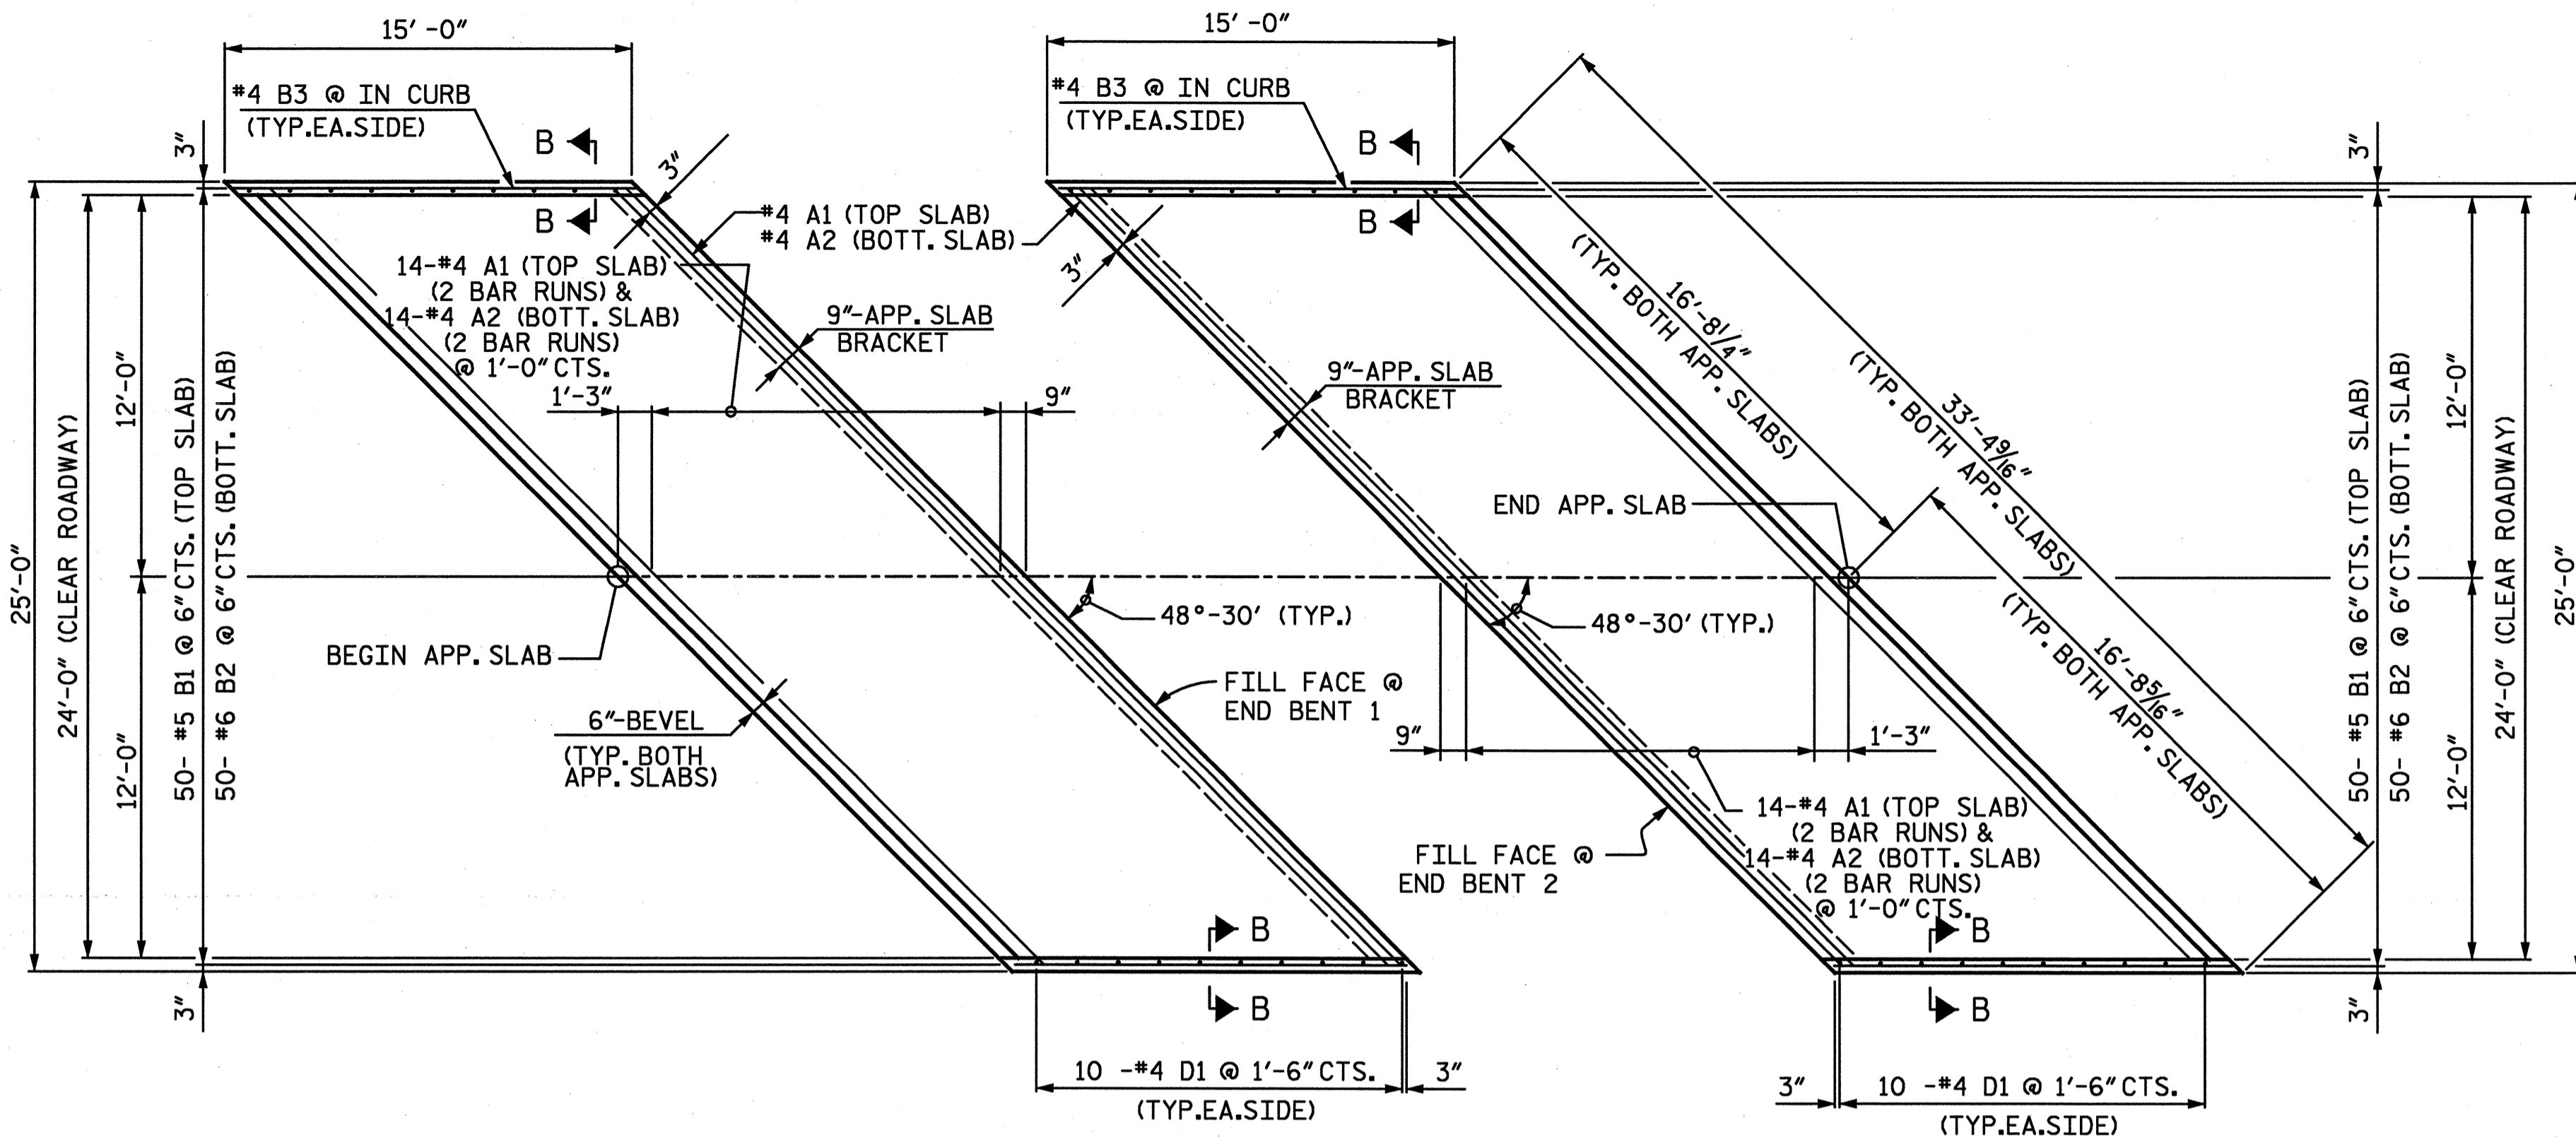 15'-0"
15'-0"
#4 B3 @ IN CURB
(TYP.EA.SIDE)
#4 B3 @ IN CURB
(TYP.EA.SIDE)
B
B
3"
3"
3"
B
B
#4 A1 (TOP SLAB)
#4 A2 (BOTT. SLAB)
14-#4 A1 (TOP SLAB)
(2 BAR RUNS) &
14-#4 A2 (BOTT. SLAB)
(2 BAR RUNS)
@ 1'-0" CTS.
3"
9"-APP. SLAB
BRACKET
9"-APP. SLAB
BRACKET
1'-3"
9"
16'-8 1/4"
(TYP. BOTH APP. SLABS)
33'-4 9/16"
(TYP. BOTH APP. SLABS)
16'-8 5/16"
(TYP. BOTH APP. SLABS)
25'-0"
24'-0" (CLEAR ROADWAY)
12'-0"
12'-0"
50- #5 B1 @ 6" CTS. (TOP SLAB)
50- #6 B2 @ 6" CTS. (BOTT. SLAB)
50- #5 B1 @ 6" CTS. (TOP SLAB)
50- #6 B2 @ 6" CTS. (BOTT. SLAB)
12'-0"
12'-0"
24'-0" (CLEAR ROADWAY)
25'-0"
END APP. SLAB
48°-30' (TYP.)
48°-30' (TYP.)
BEGIN APP. SLAB
FILL FACE @
END BENT 1
6"-BEVEL
(TYP. BOTH
APP. SLABS)
9"
1'-3"
14-#4 A1 (TOP SLAB)
(2 BAR RUNS) &
14-#4 A2 (BOTT. SLAB)
(2 BAR RUNS)
@ 1'-0" CTS.
FILL FACE @
END BENT 2
B
B
B
B
3"
3"
10 -#4 D1 @ 1'-6" CTS.
(TYP.EA.SIDE)
3"
3"
10 -#4 D1 @ 1'-6" CTS.
(TYP.EA.SIDE)